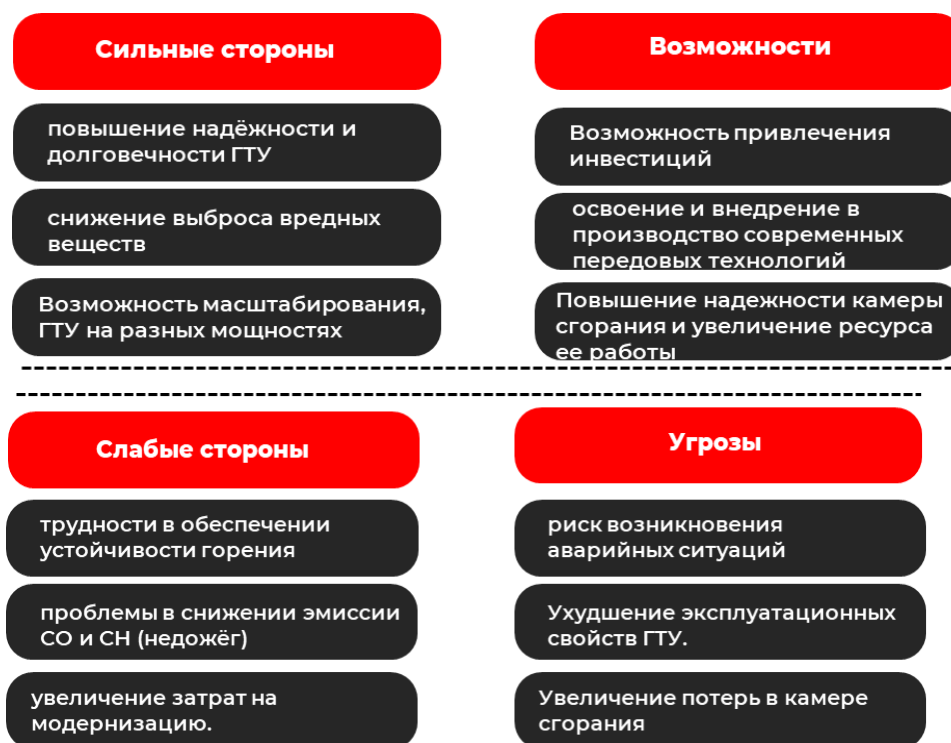 Сильные стороны
повышение надёжности и
долговечности ГТУ
снижение выброса вредных
веществ
Возможность масштабирования,
ГТУ на разных мощностях
Возможности
Возможность привлечения
инвестиций
освоение и внедрение в
производство современных
передовых технологий
Повышение надежности камеры
сгорания и увеличение ресурса
ее работы
Слабые стороны
трудности в обеспечении
устойчивости горения
проблемы в снижении эмиссии
СО и СН (недожёг)
увеличение затрат на
модернизацию.
Угрозы
риск возникновения
аварийных ситуаций
Ухудшение эксплуатационных
свойств ГТУ.
Увеличение потерь в камере
сгорания